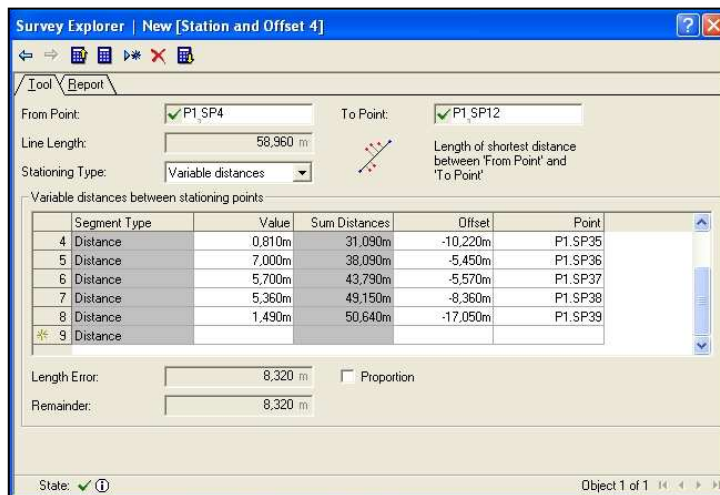 Survey Explorer | New [Station and Offset 4]
Tool Report
From Point: P1.SP4 To Point: P1.SP12
Line Length: 58,960 m
Length of shortest distance
between 'From Point' and
'To Point'
Stationing Type: Variable distances
Variable distances between stationing points
Segment Type Value Sum Distances Offset Point
4 Distance 0,810m 31,090m -10,220m P1.SP35
5 Distance 7,000m 38,090m -5,450m P1.SP36
6 Distance 5,700m 43,790m -5,570m P1.SP37
7 Distance 5,360m 49,150m -8,360m P1.SP38
8 Distance 1,490m 50,640m -17,050m P1.SP39
9 Distance
Length Error: 8,320 m Proportion
Remainder: 8,320 m
State: Object 1 of 1